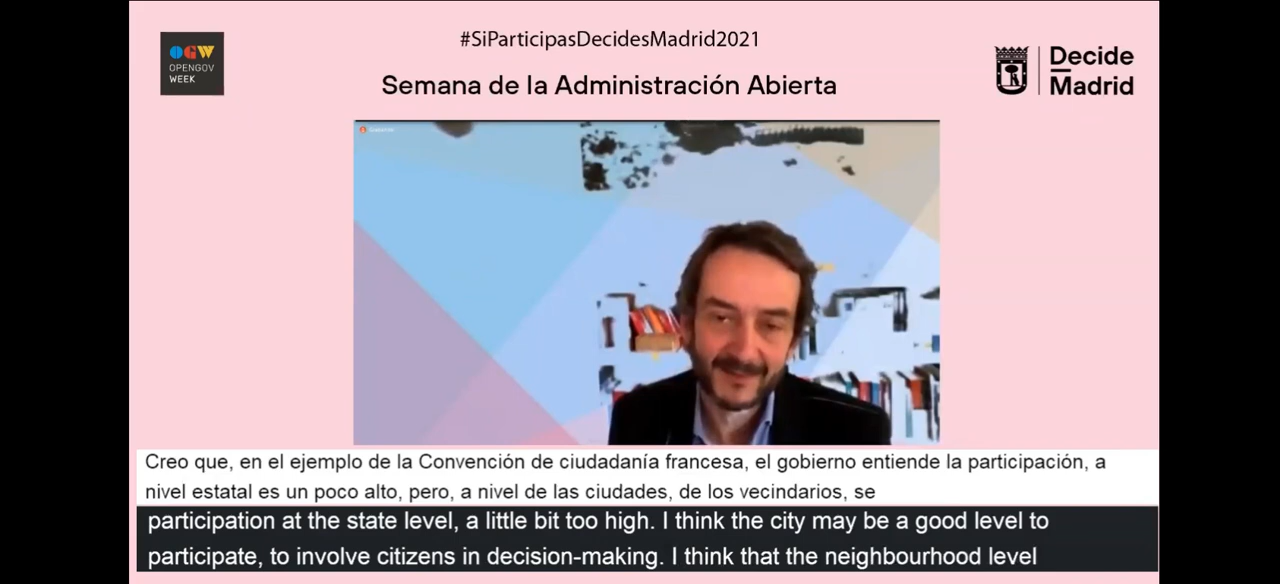 #SiParticipasDecidesMadrid2021
OGW
OPENGOV
WEEK
Semana de la Administración Abierta
Decide
Madrid
Creo que, en el ejemplo de la Convención de ciudadanía francesa, el gobierno entiende la participación, a
nivel estatal es un poco alto, pero, a nivel de las ciudades, de los vecindarios, se
participation at the state level, a little bit too high. I think the city may be a good level to
participate, to involve citizens in decision-making. I think that the neighbourhood level